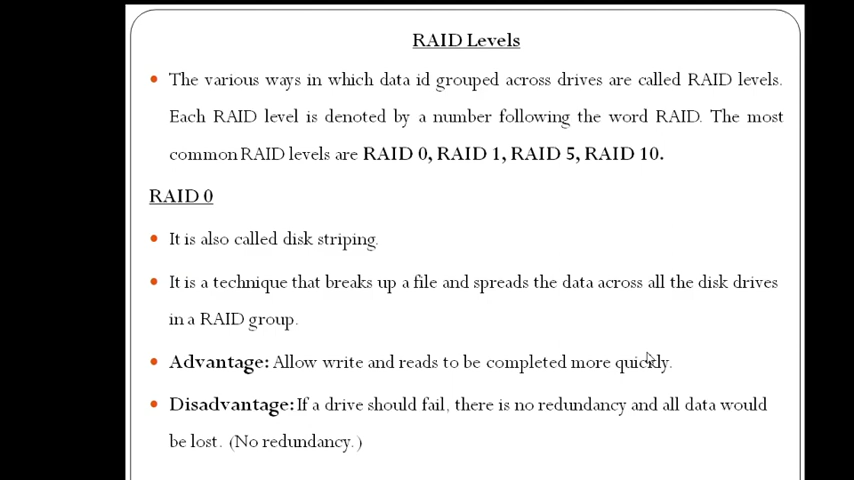 RAID Levels
The various ways in which data id grouped across drives are called RAID levels.
Each RAID level is denoted by a number following the word RAID. The most
common RAID levels are RAID 0, RAID 1, RAID 5, RAID 10.
RAID 0
It is also called disk striping.
It is a technique that breaks up a file and spreads the data across all the disk drives
in a RAID group.
Advantage: Allow write and reads to be completed more quickly.
Disadvantage: If a drive should fail, there is no redundancy and all data would
be lost. (No redundancy.)